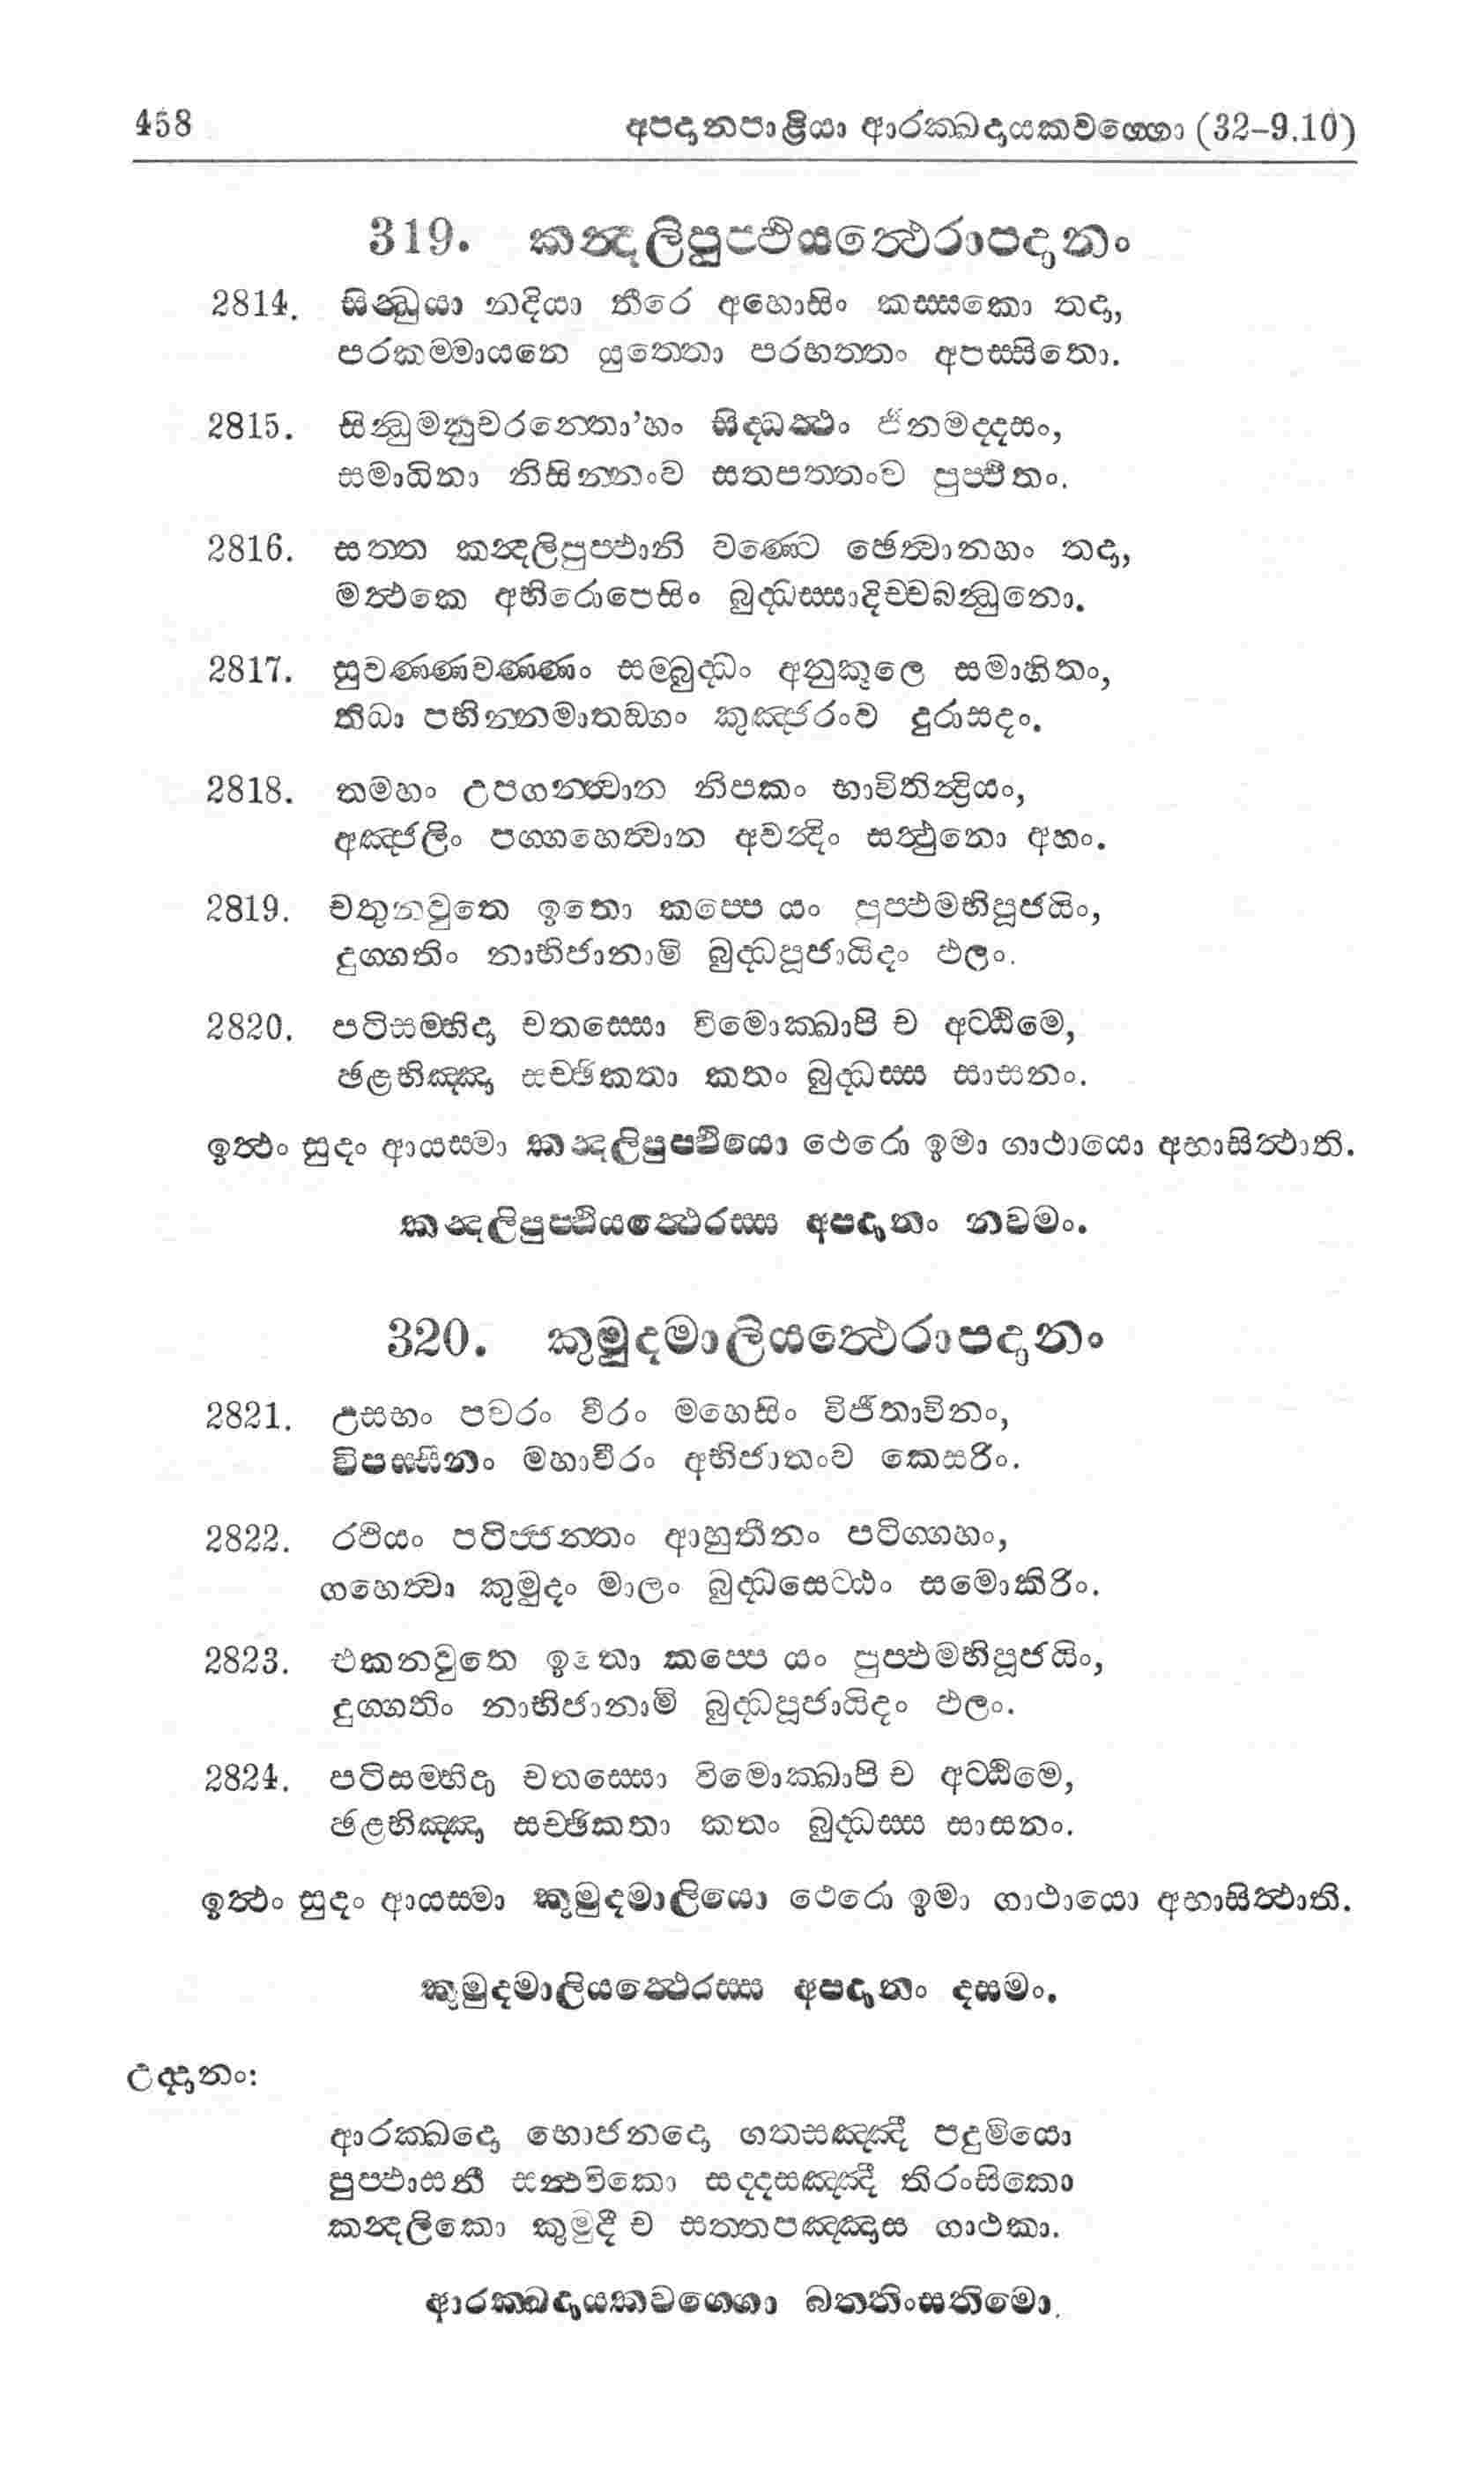 458 අපදානපාළියා ආරක්ඛදායකවග්ගො (32-9.10)
319. කන්දලිපුප්ඵියත්ථෙරාපදානං
2814. සින්ධුයා නදියා තීරෙ අහොසිං කස්සකො තදා,
පරකම්මායනෙ යුත්තො පරභත්තං අපස්සිතො.
2815. සින්ධුමනුචරන්තො’හං සිද්ධත්ථං ජිනමද්දසං,
සමාධිනා නිසින්නංව සතපත්තංව පුප්ඵිතං.
2816. සත්ත කන්දලිපුප්ඵානි වණ්ටෙ ඡෙත්වානහං තදා,
මත්ථකෙ අභිරොපෙසිං බුද්ධස්සාදිච්චබන්ධුනො.
2817. සුවණ්ණවණ්ණං සම්බුද්ධං අනුකූලෙ සමාහිතං,
තිධා පභින්නමාතඞ්ගං කුඤ්ජරංව දුරාසදං.
2818. තමහං උපගන්ත්වාන නිපකං භාවිතින්ද්‍රියං,
අඤ්ජලිං පග්ගහෙත්වාන අවන්දිං සත්ථුනො අහං.
2819. චතුනවුතෙ ඉතො කප්පෙ යං පුප්ඵමභිපූජයිං,
දුග්ගතිං නාභිජානාමි බුද්ධපූජායිදං ඵලං.
2820. පටිසම්භිදා චතස්සො විමොක්ඛාපි ච අට්ඨිමෙ,
ඡළභිඤ්ඤා සච්ඡිකතා කතං බුද්ධස්ස සාසනං.
ඉත්ථං සුදං ආයස්මා කන්දලිපුප්ඵියො ථෙරො ඉමා ගාථායො අභාසිත්ථාති.
කන්දලිපුප්ඵියත්ථෙරස්ස අපදානං නවමං.
320. කුමුදමාලියත්ථෙරාපදානං
2821. උසභං පවරං වීරං මහෙසිං විජිතාවිනං,
විපස්සිනං මහාවීරං අභිජාතංව කෙසරිං.
2822. රථියං පටිපජ්ජන්තං ආහුතීනං පටිග්ගහං,
ගහෙත්වා කුමුදං මාලං බුද්ධසෙට්ඨං සමොකිරිං.
2823. එකනවුතෙ ඉතො කප්පෙ යං පුප්ඵමභිපූජයිං,
දුග්ගතිං නාභිජානාමි බුද්ධපූජායිදං ඵලං.
2824. පටිසම්භිදා චතස්සො විමොක්ඛාපි ච අට්ඨිමෙ,
ඡළභිඤ්ඤා සච්ඡිකතා කතං බුද්ධස්ස සාසනං.
ඉත්ථං සුදං ආයස්මා කුමුදමාලියො ථෙරො ඉමා ගාථායො අභාසිත්ථාති.
කුමුදමාලියත්ථෙරස්ස අපදානං දසමං.
උද්දානං:
ආරක්ඛදො භොජනදො ගතසඤ්ඤී පදුමියො
පුප්ඵාසනී සන්ථවිකො සද්දසඤ්ඤී තිරංසිකො
කන්දලිකො කුමුදී ච සත්තපඤ්ඤාස ගාථකා.
ආරක්ඛදායකවග්ගො බත්තිංසතිමො.